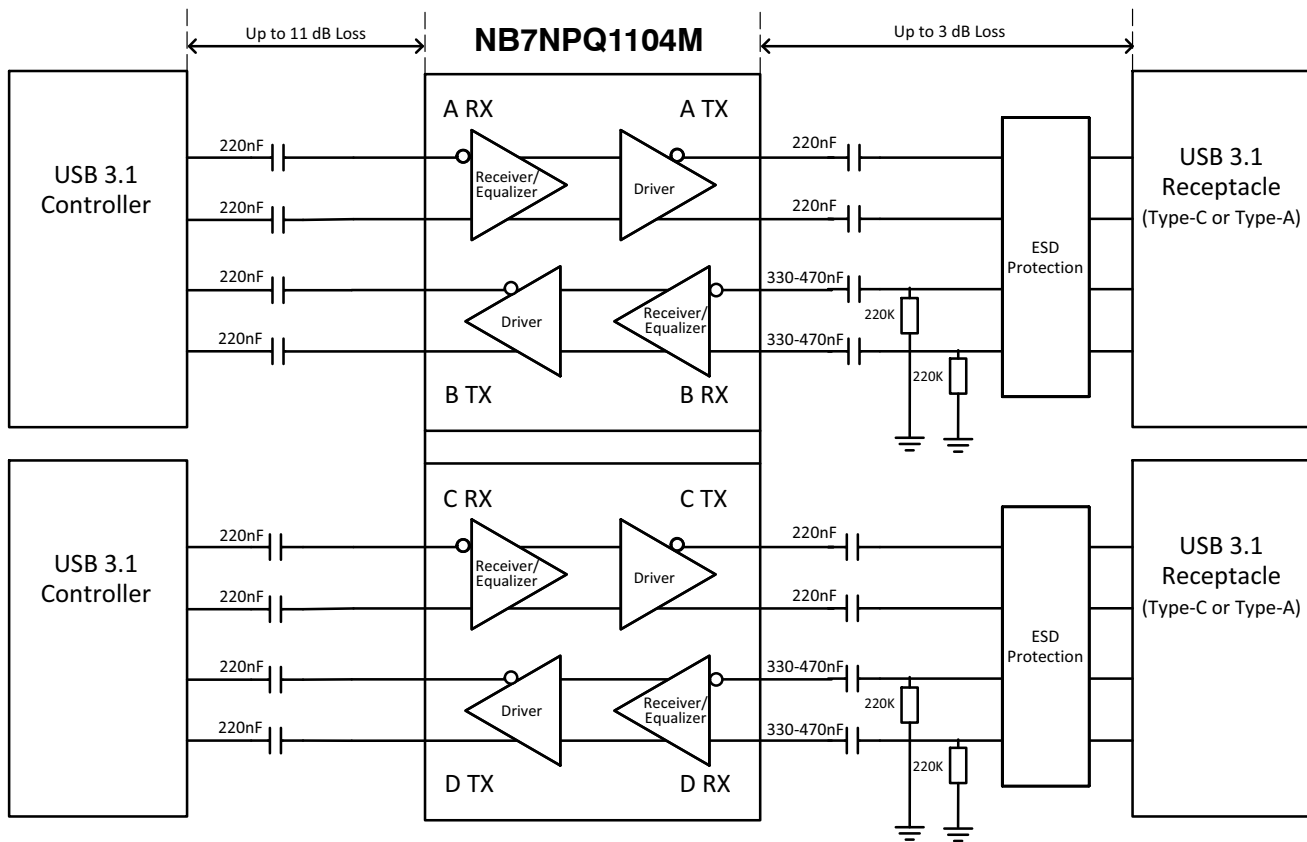 Up to 11 dB Loss
NB7NPQ1104M
Up to 3 dB Loss
USB 3.1
Controller
220nF
220nF
220nF
220nF
A RX
A TX
Receiver/
Equalizer
Driver
Driver
Receiver/
Equalizer
B TX
B RX
220nF
220nF
330-470nF
330-470nF
220K
220K
ESD
Protection
USB 3.1
Receptacle
(Type-C or Type-A)
USB 3.1
Controller
220nF
220nF
220nF
220nF
C RX
C TX
Receiver/
Equalizer
Driver
Driver
Receiver/
Equalizer
D TX
D RX
220nF
220nF
330-470nF
330-470nF
220K
220K
ESD
Protection
USB 3.1
Receptacle
(Type-C or Type-A)